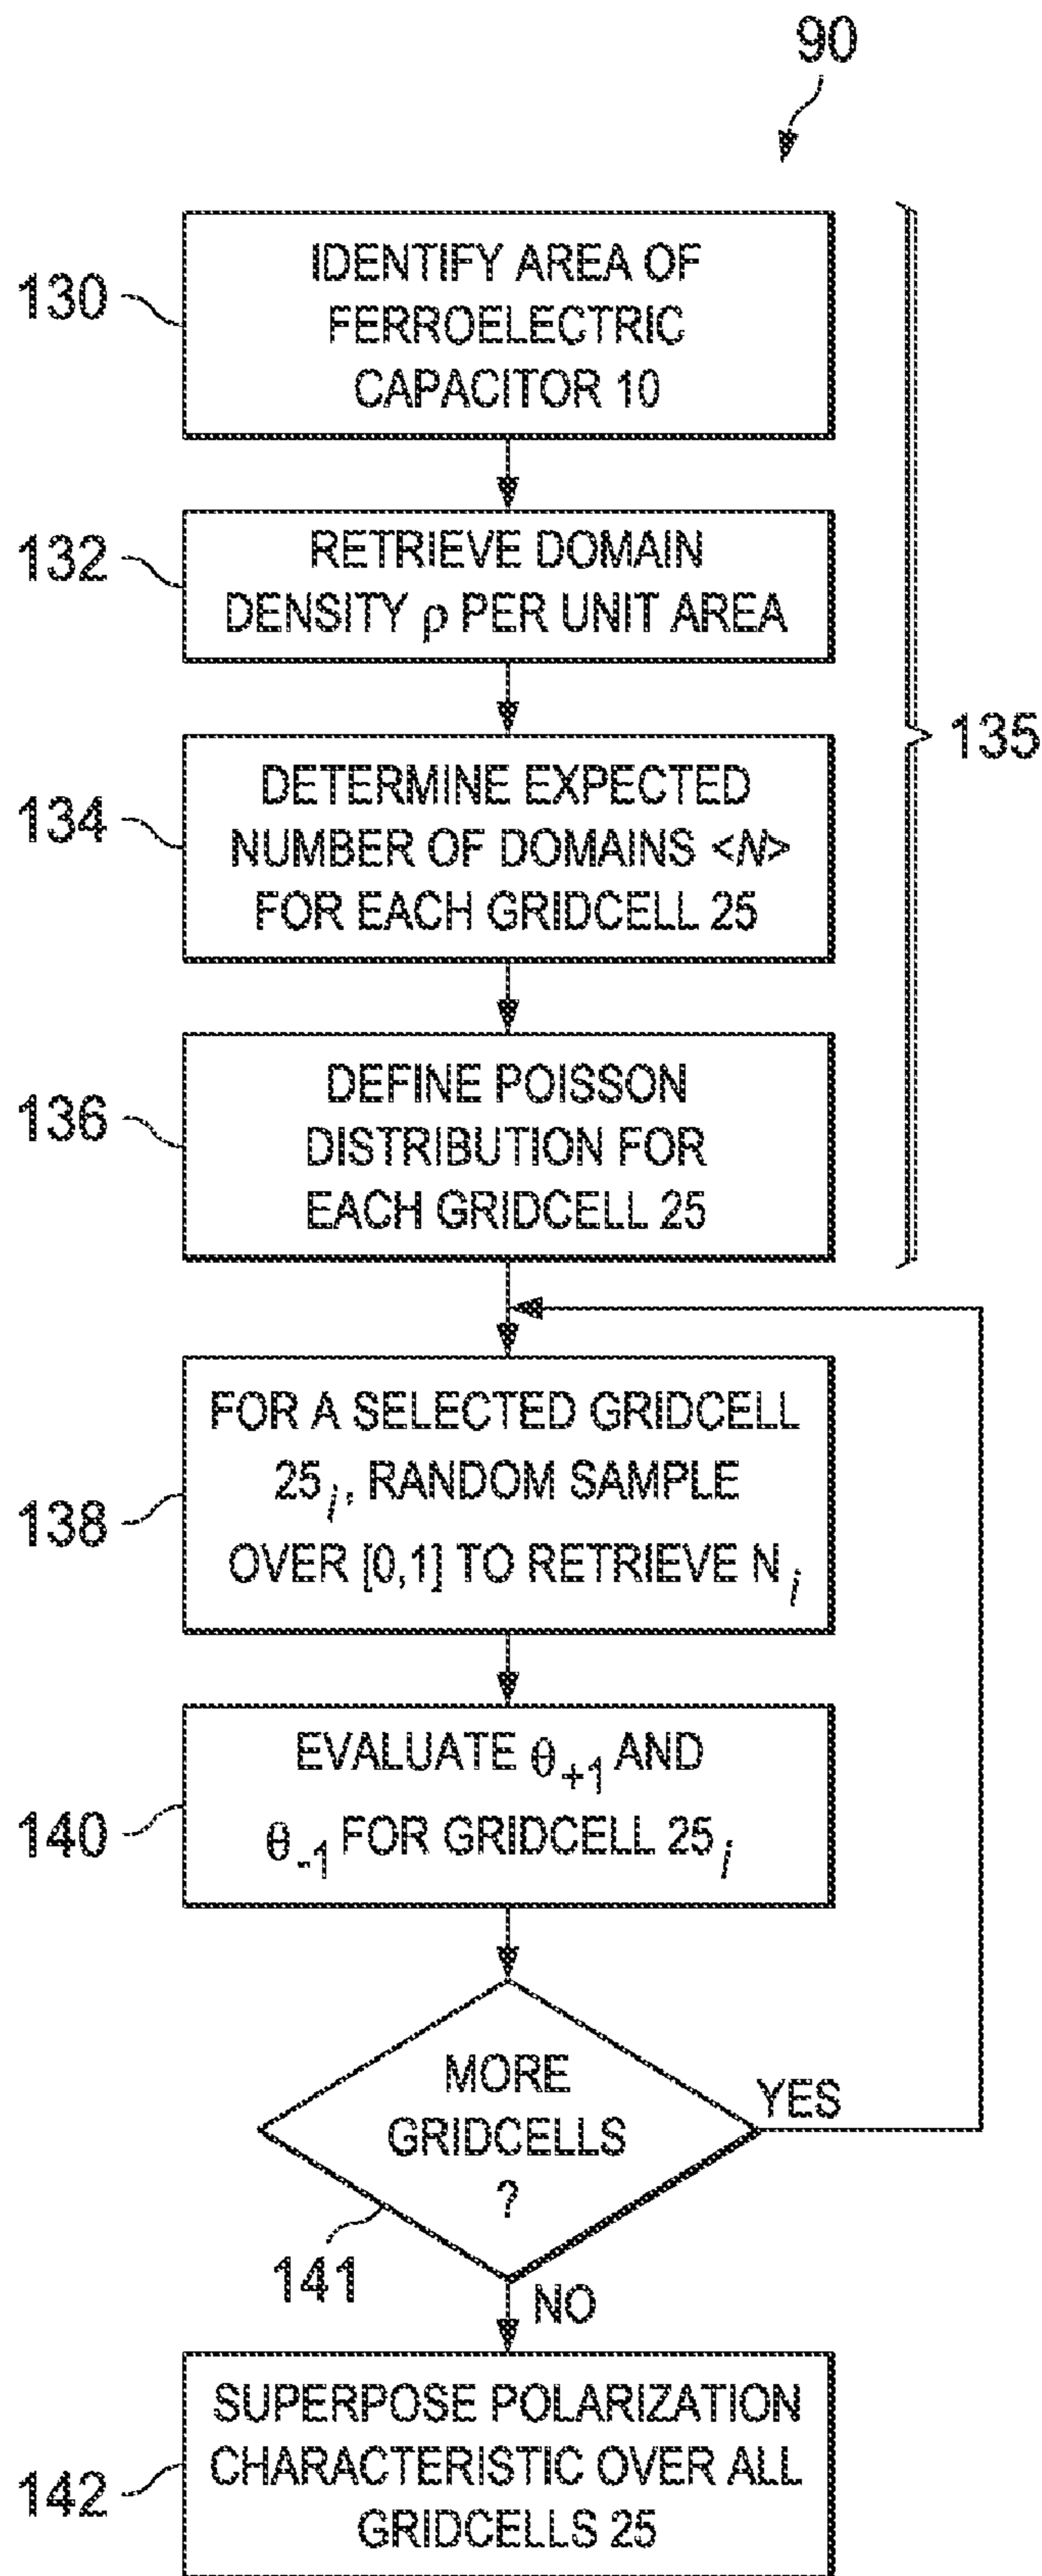 90
130
IDENTIFY AREA OF
FERROELECTRIC
CAPACITOR 10
132
RETRIEVE DOMAIN
DENSITY ρ PER UNIT AREA
135
134
DETERMINE EXPECTED
NUMBER OF DOMAINS <N>
FOR EACH GRIDCELL 25
136
DEFINE POISSON
DISTRIBUTION FOR
EACH GRIDCELL 25
138
FOR A SELECTED GRIDCELL
25i, RANDOM SAMPLE
OVER [0,1] TO RETRIEVE Ni
140
EVALUATE θ+1 AND
θ-1 FOR GRIDCELL 25i
MORE
GRIDCELLS
?
YES
141
NO
142
SUPERPOSE POLARIZATION
CHARACTERISTIC OVER ALL
GRIDCELLS 25